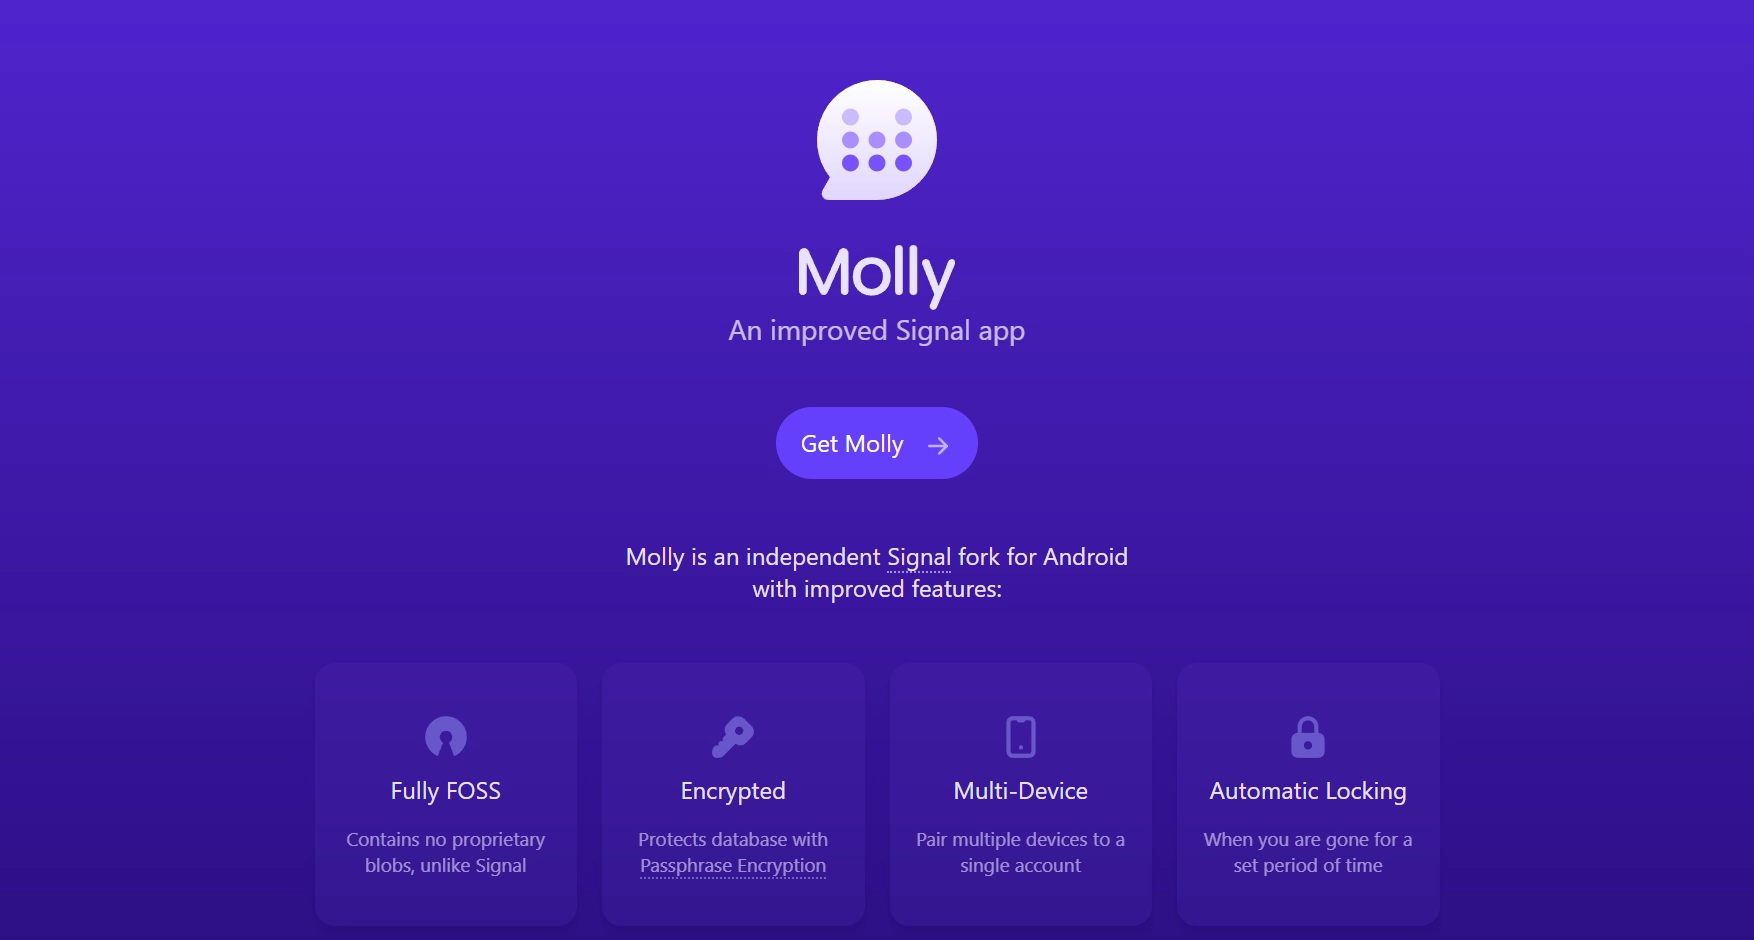 Molly
An improved Signal app
Get Molly
Molly is an independent Signal fork for Android
with improved features:
Fully FOSS
Contains no proprietary
blobs, unlike Signal
Encrypted
Protects database with
Passphrase Encryption
Multi-Device
Pair multiple devices to a
single account
Automatic Locking
When you are gone for a
set period of time